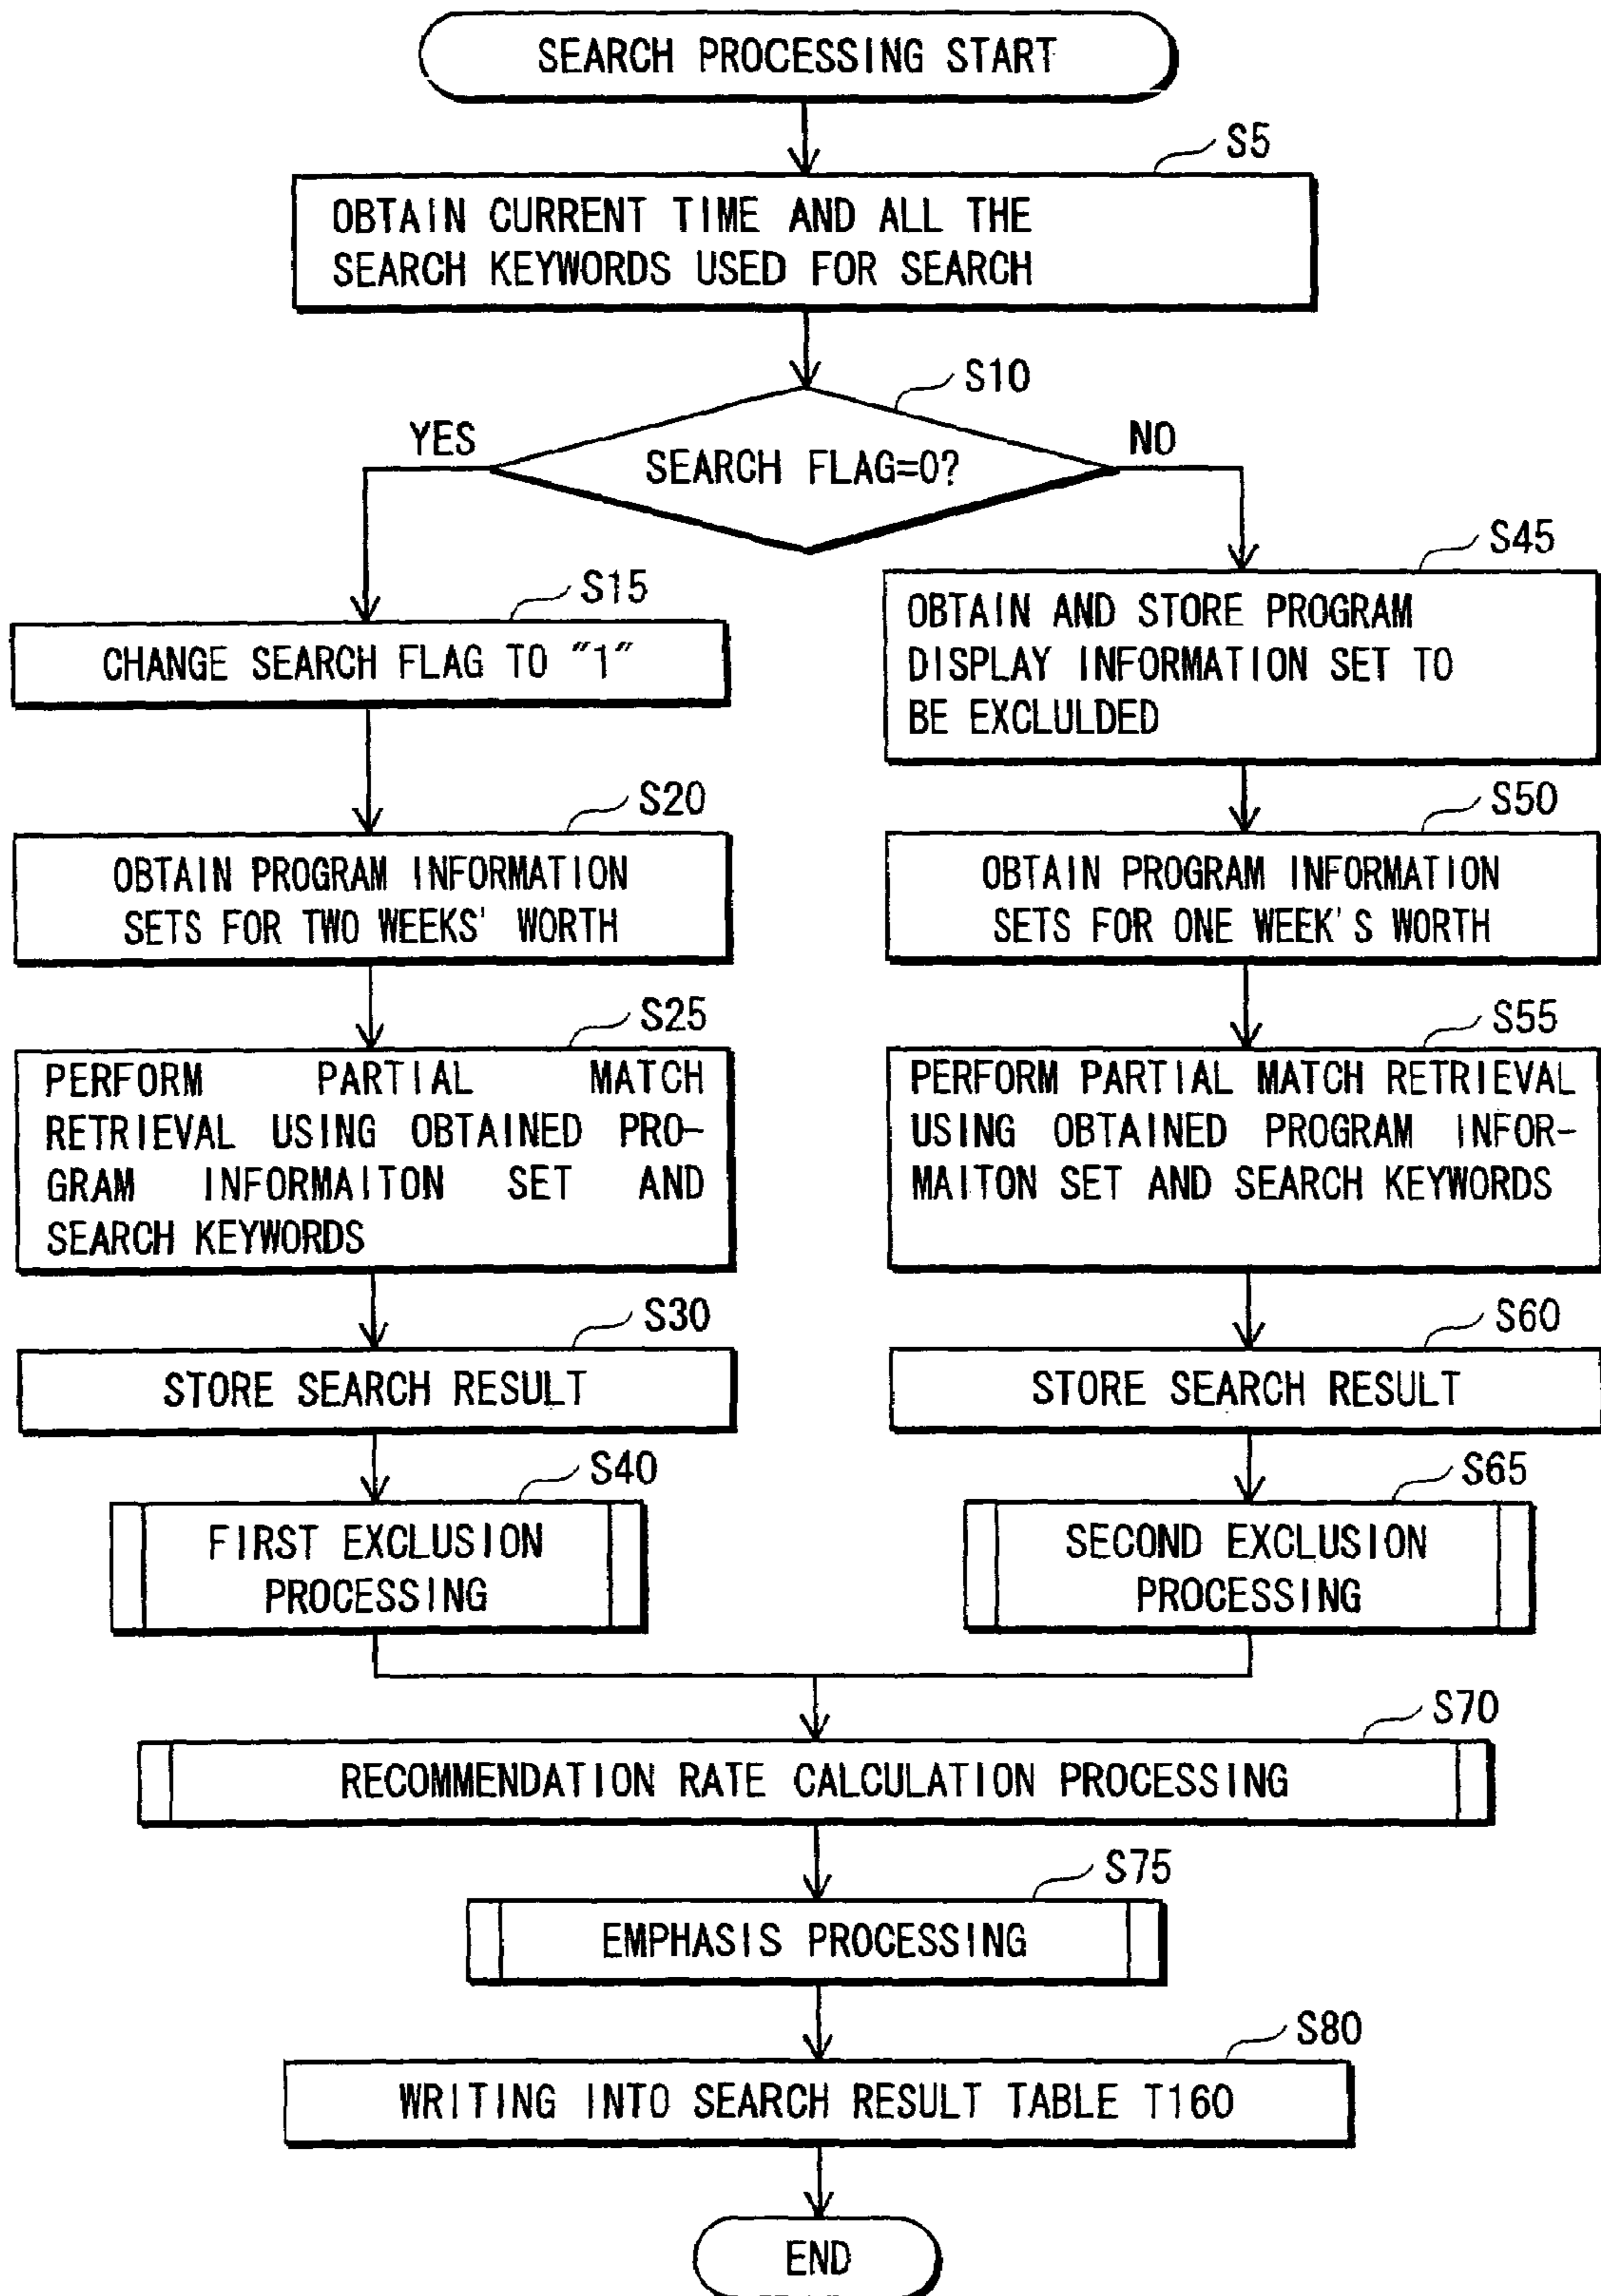 SEARCH PROCESSING START
S5
OBTAIN CURRENT TIME AND ALL THE
SEARCH KEYWORDS USED FOR SEARCH
S10
YES
SEARCH FLAG=0?
NO
S15
CHANGE SEARCH FLAG TO "1"
S20
OBTAIN PROGRAM INFORMATION
SETS FOR TWO WEEKS' WORTH
S25
PERFORM PARTIAL MATCH
RETRIEVAL USING OBTAINED PRO-
GRAM INFORMAITON SET AND
SEARCH KEYWORDS
S30
STORE SEARCH RESULT
S40
FIRST EXCLUSION
PROCESSING
S45
OBTAIN AND STORE PROGRAM
DISPLAY INFORMATION SET TO
BE EXCLULDED
S50
OBTAIN PROGRAM INFORMATION
SETS FOR ONE WEEK'S WORTH
S55
PERFORM PARTIAL MATCH RETRIEVAL
USING OBTAINED PROGRAM INFOR-
MAITON SET AND SEARCH KEYWORDS
S60
STORE SEARCH RESULT
S65
SECOND EXCLUSION
PROCESSING
S70
RECOMMENDATION RATE CALCULATION PROCESSING
S75
EMPHASIS PROCESSING
S80
WRITING INTO SEARCH RESULT TABLE T160
END